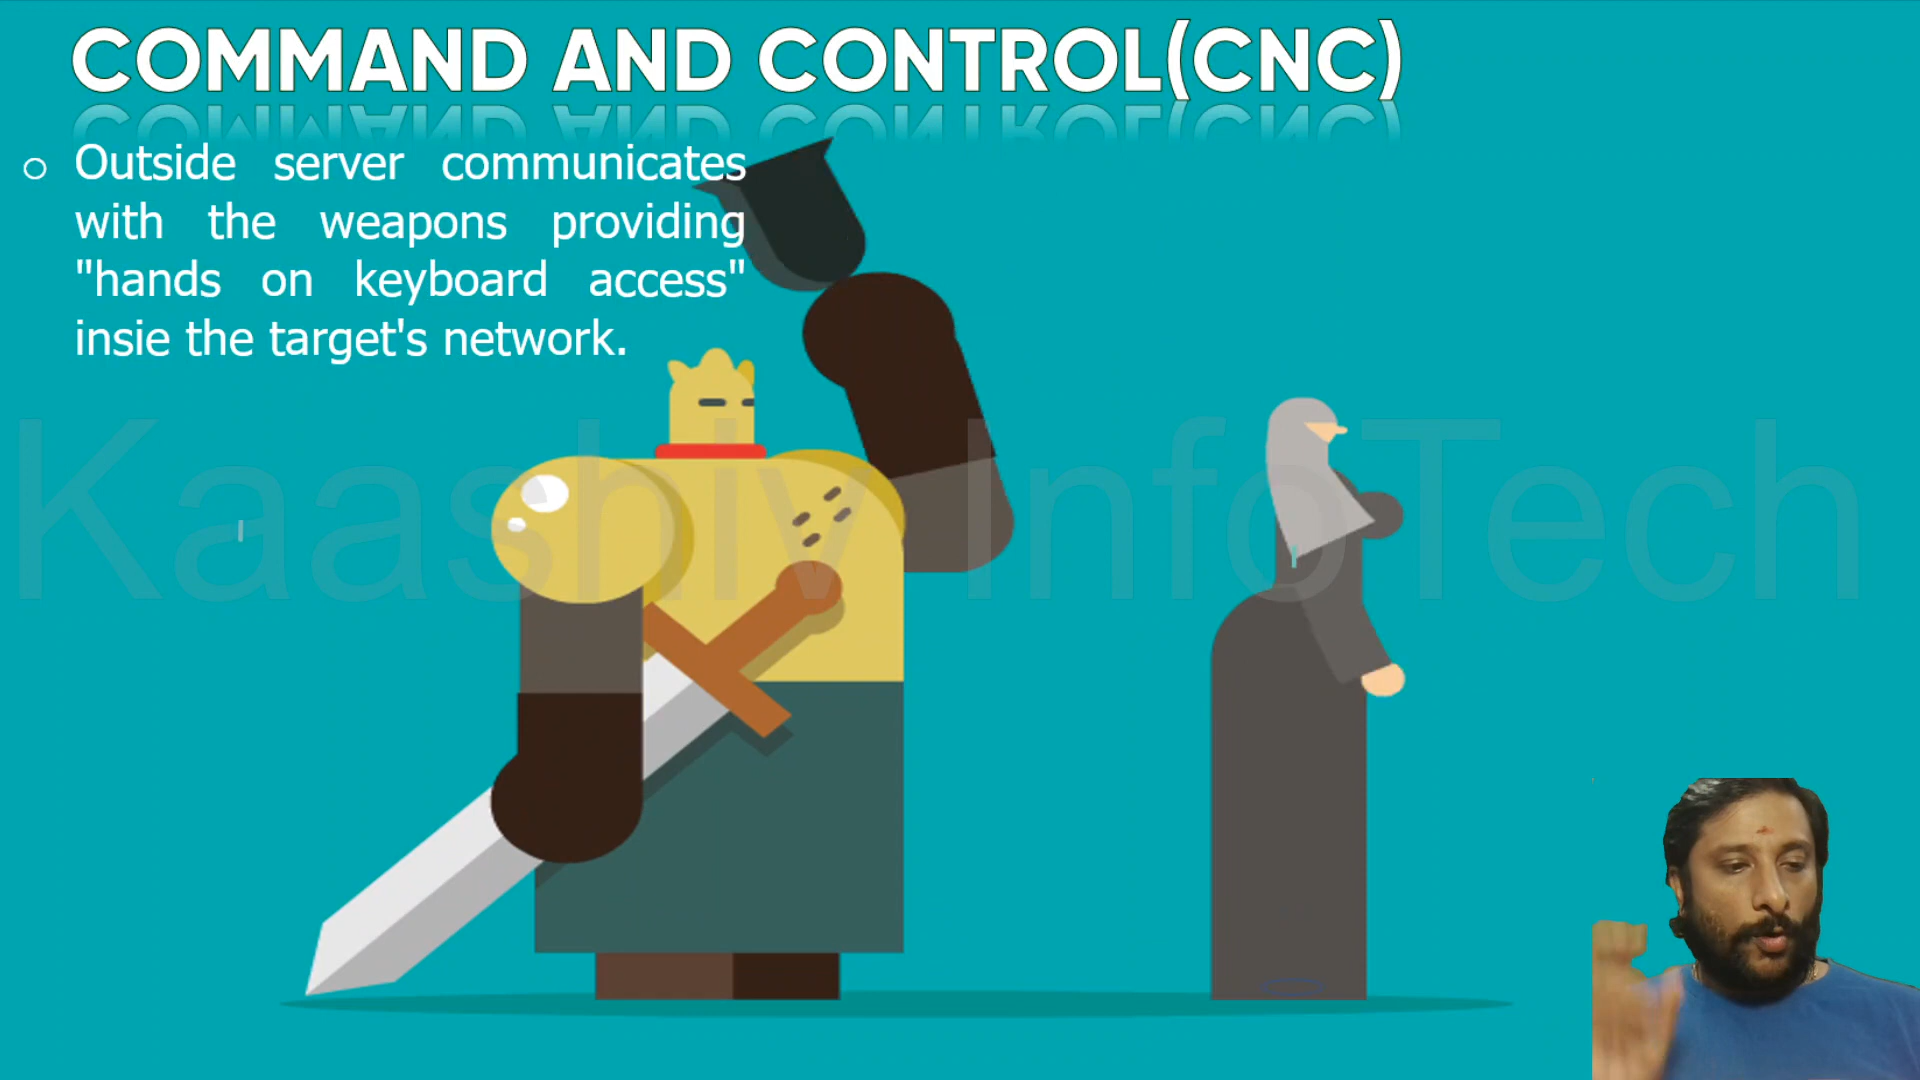 COMMAND AND CONTROL(CNC)
Outside server communicates
with the weapons providing
"hands on keyboard access"
insie the target's network.
Kaashiv InfoTech